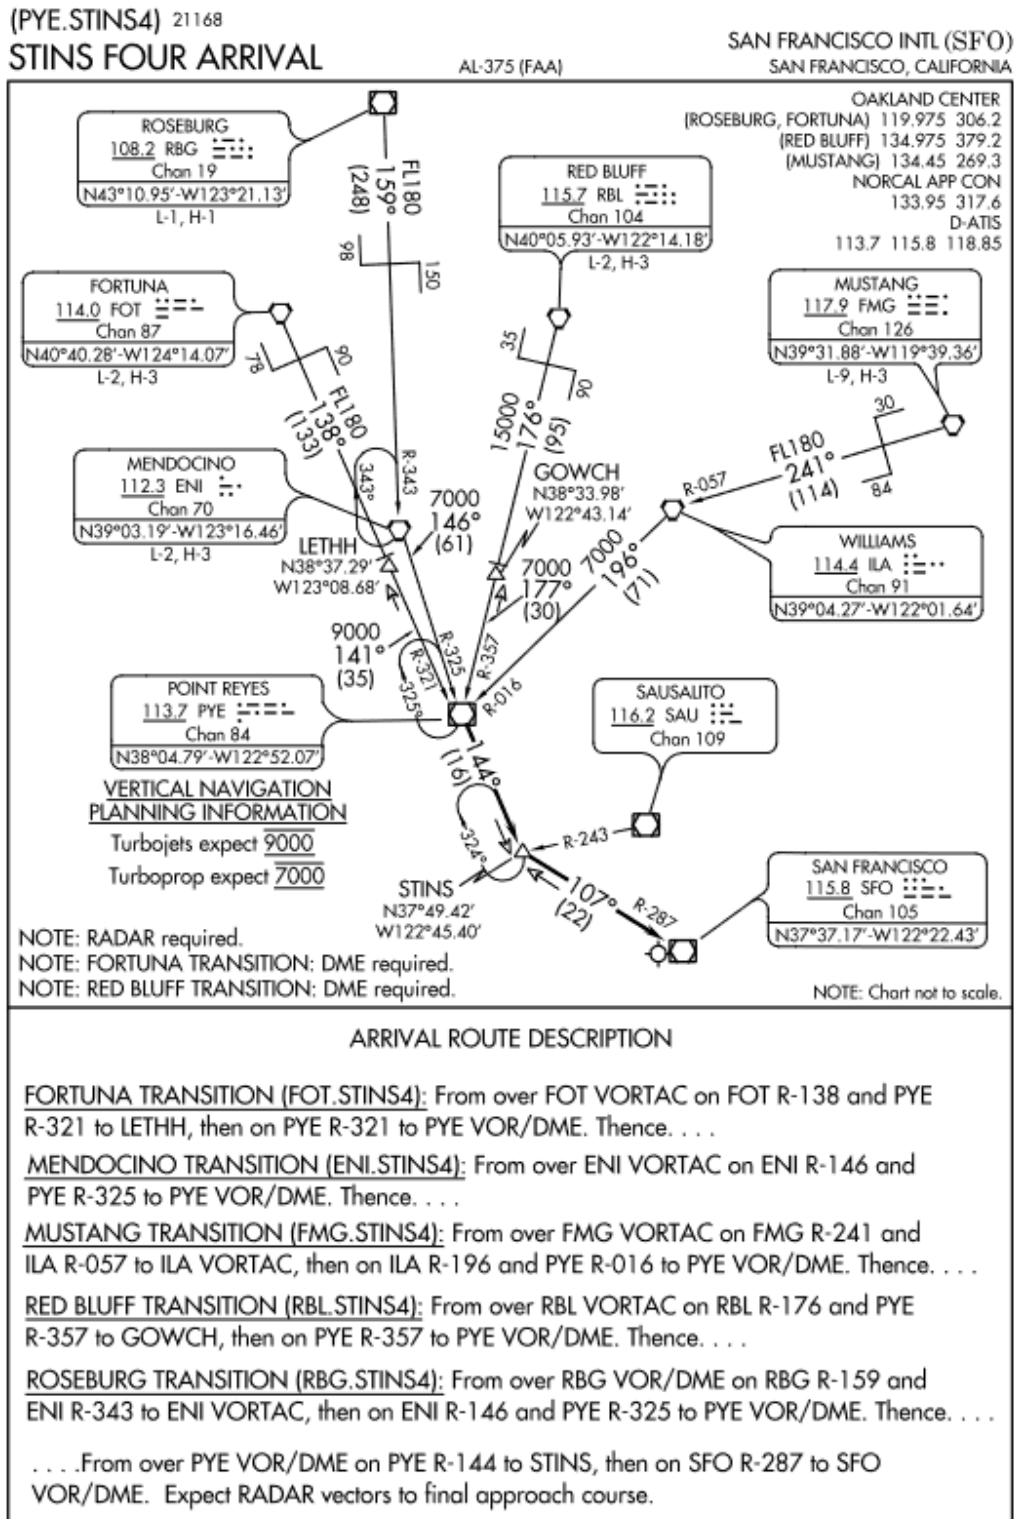 (PYE.STINS4) 21168
STINS FOUR ARRIVAL
AL-375 (FAA)
SAN FRANCISCO INTL (SFO)
SAN FRANCISCO, CALIFORNIA
OAKLAND CENTER
(ROSEBURG, FORTUNA) 119.975 306.2
(RED BLUFF) 134.975 379.2
(MUSTANG) 134.45 269.3
NORCAL APP CON
133.95 317.6
D-ATIS
113.7 115.8 118.85
ROSEBURG
108.2 RBG
Chan 19
N43°10.95'-W123°21.13'
L-1, H-1
FL180
159°
(248)
98
150
RED BLUFF
115.7 RBL
Chan 104
N40°05.93'-W122°14.18'
L-2, H-3
FORTUNA
114.0 FOT
Chan 87
N40°40.28'-W124°14.07'
L-2, H-3
78
90
FL180
138°
(133)
MUSTANG
117.9 FMG
Chan 126
N39°31.88'-W119°39.36'
L-9, H-3
30
84
FL180
241°
(114)
R-057
35
90
15000
176°
(95)
MENDOCINO
112.3 ENI
Chan 70
N39°03.19'-W123°16.46'
L-2, H-3
343°
R-343
7000
146°
(61)
GOWCH
N38°33.98'
W122°43.14'
LETHH
N38°37.29'
W123°08.68'
7000
177°
(30)
7000
196°
(71)
WILLIAMS
114.4 ILA
Chan 91
N39°04.27'-W122°01.64'
9000
141°
(35)
R-321
R-325
325°
R-357
R-016
POINT REYES
113.7 PYE
Chan 84
N38°04.79'-W122°52.07'
SAUSALITO
116.2 SAU
Chan 109
144°
(16)
VERTICAL NAVIGATION
PLANNING INFORMATION
Turbojets expect 9000
Turboprop expect 7000
324°
R-243
STINS
N37°49.42'
W122°45.40'
107°
(22)
R-287
SAN FRANCISCO
115.8 SFO
Chan 105
N37°37.17'-W122°22.43'
NOTE: RADAR required.
NOTE: FORTUNA TRANSITION: DME required.
NOTE: RED BLUFF TRANSITION: DME required.
NOTE: Chart not to scale.
ARRIVAL ROUTE DESCRIPTION
FORTUNA TRANSITION (FOT.STINS4): From over FOT VORTAC on FOT R-138 and PYE
R-321 to LETHH, then on PYE R-321 to PYE VOR/DME. Thence. . . .
MENDOCINO TRANSITION (ENI.STINS4): From over ENI VORTAC on ENI R-146 and
PYE R-325 to PYE VOR/DME. Thence. . . .
MUSTANG TRANSITION (FMG.STINS4): From over FMG VORTAC on FMG R-241 and
ILA R-057 to ILA VORTAC, then on ILA R-196 and PYE R-016 to PYE VOR/DME. Thence. . . .
RED BLUFF TRANSITION (RBL.STINS4): From over RBL VORTAC on RBL R-176 and PYE
R-357 to GOWCH, then on PYE R-357 to PYE VOR/DME. Thence. . . .
ROSEBURG TRANSITION (RBG.STINS4): From over RBG VOR/DME on RBG R-159 and
ENI R-343 to ENI VORTAC, then on ENI R-146 and PYE R-325 to PYE VOR/DME. Thence. . . .
. . . .From over PYE VOR/DME on PYE R-144 to STINS, then on SFO R-287 to SFO
VOR/DME. Expect RADAR vectors to final approach course.